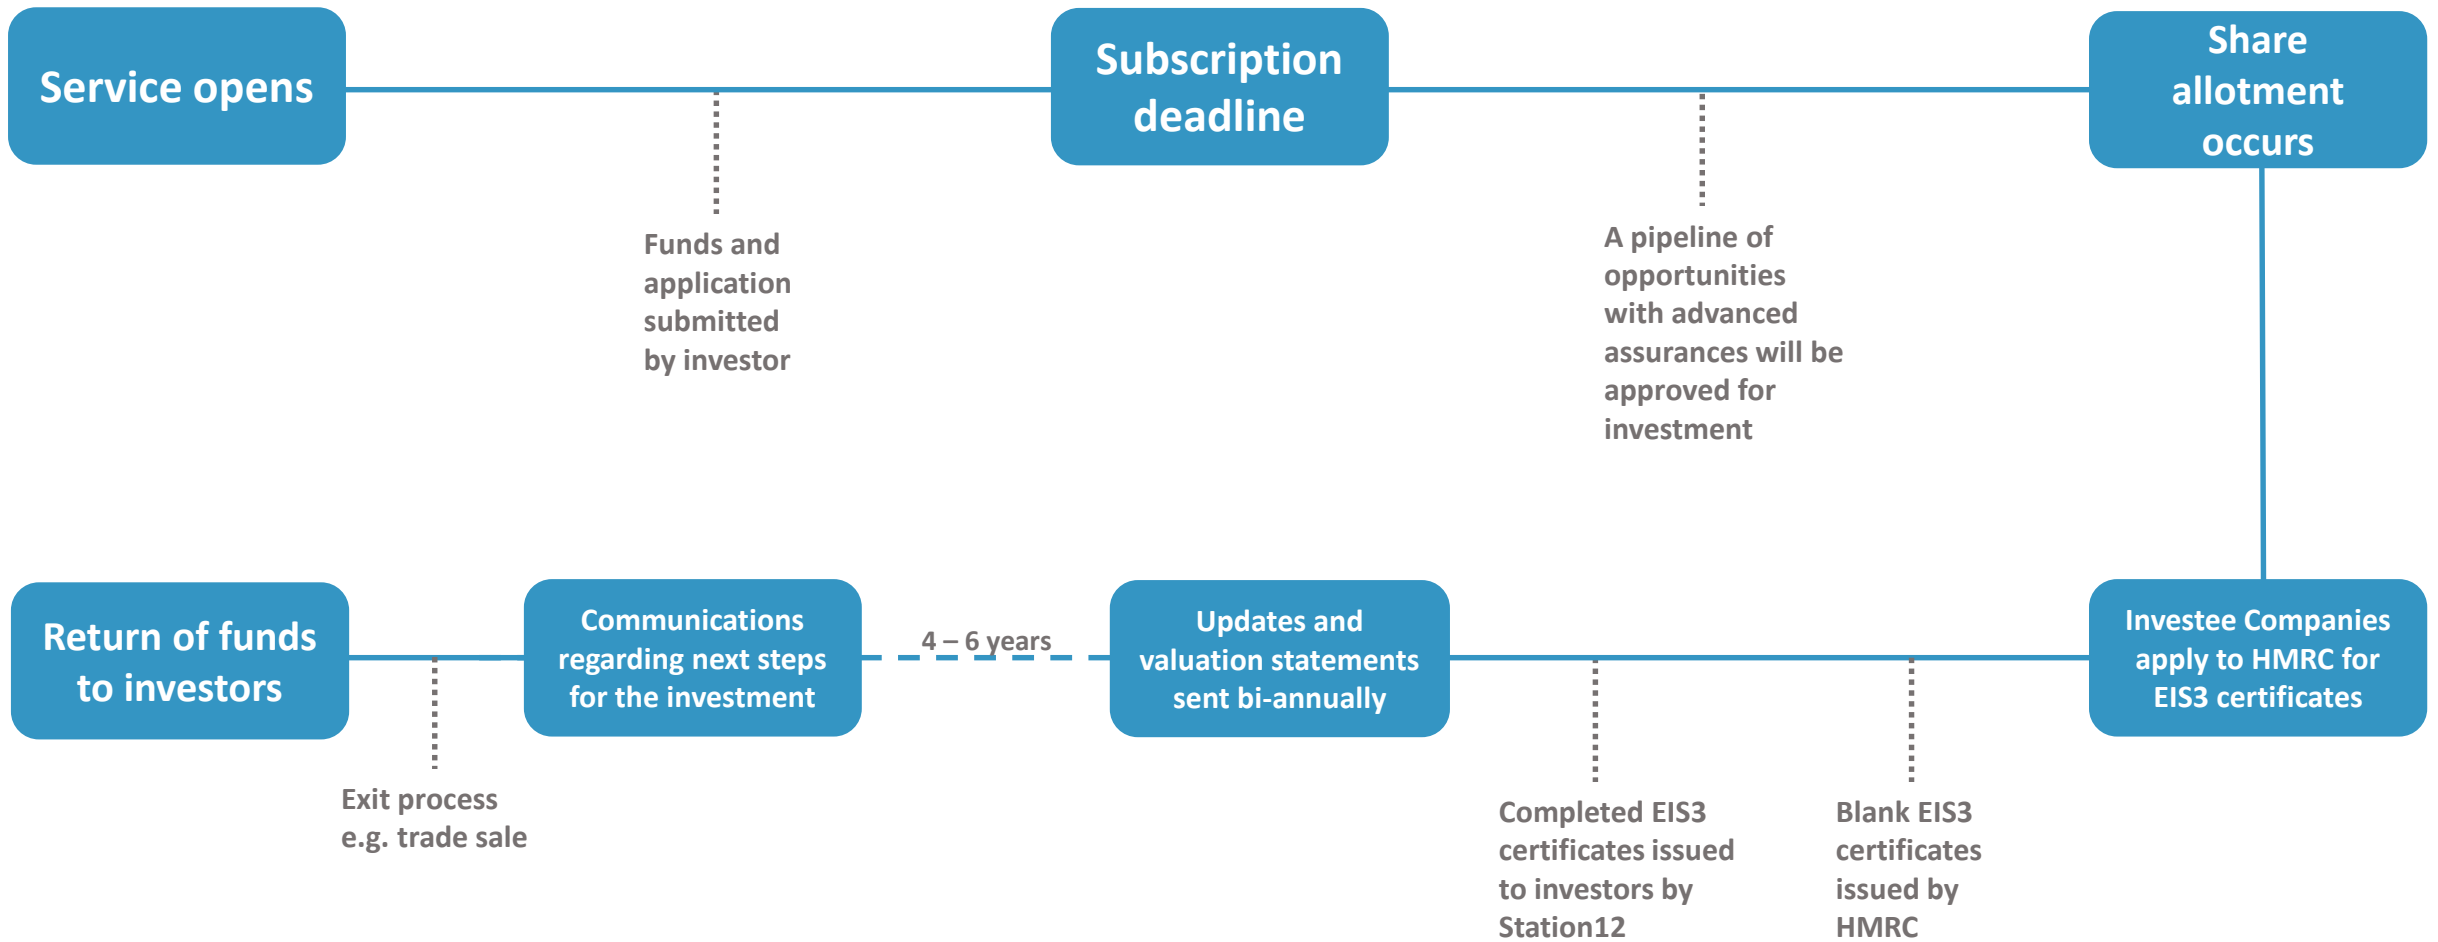 Service opens
Subscription
deadline
Share
allotment
occurs
Funds and
application
submitted
by investor
A pipeline of
opportunities
with advanced
assurances will be
approved for
investment
Return of funds
to investors
Communications
regarding next steps
for the investment
4 – 6 years
Updates and
valuation statements
sent bi-annually
Investee Companies
apply to HMRC for
EIS3 certificates
Exit process
e.g. trade sale
Completed EIS3
certificates issued
to investors by
Station12
Blank EIS3
certificates
issued by
HMRC